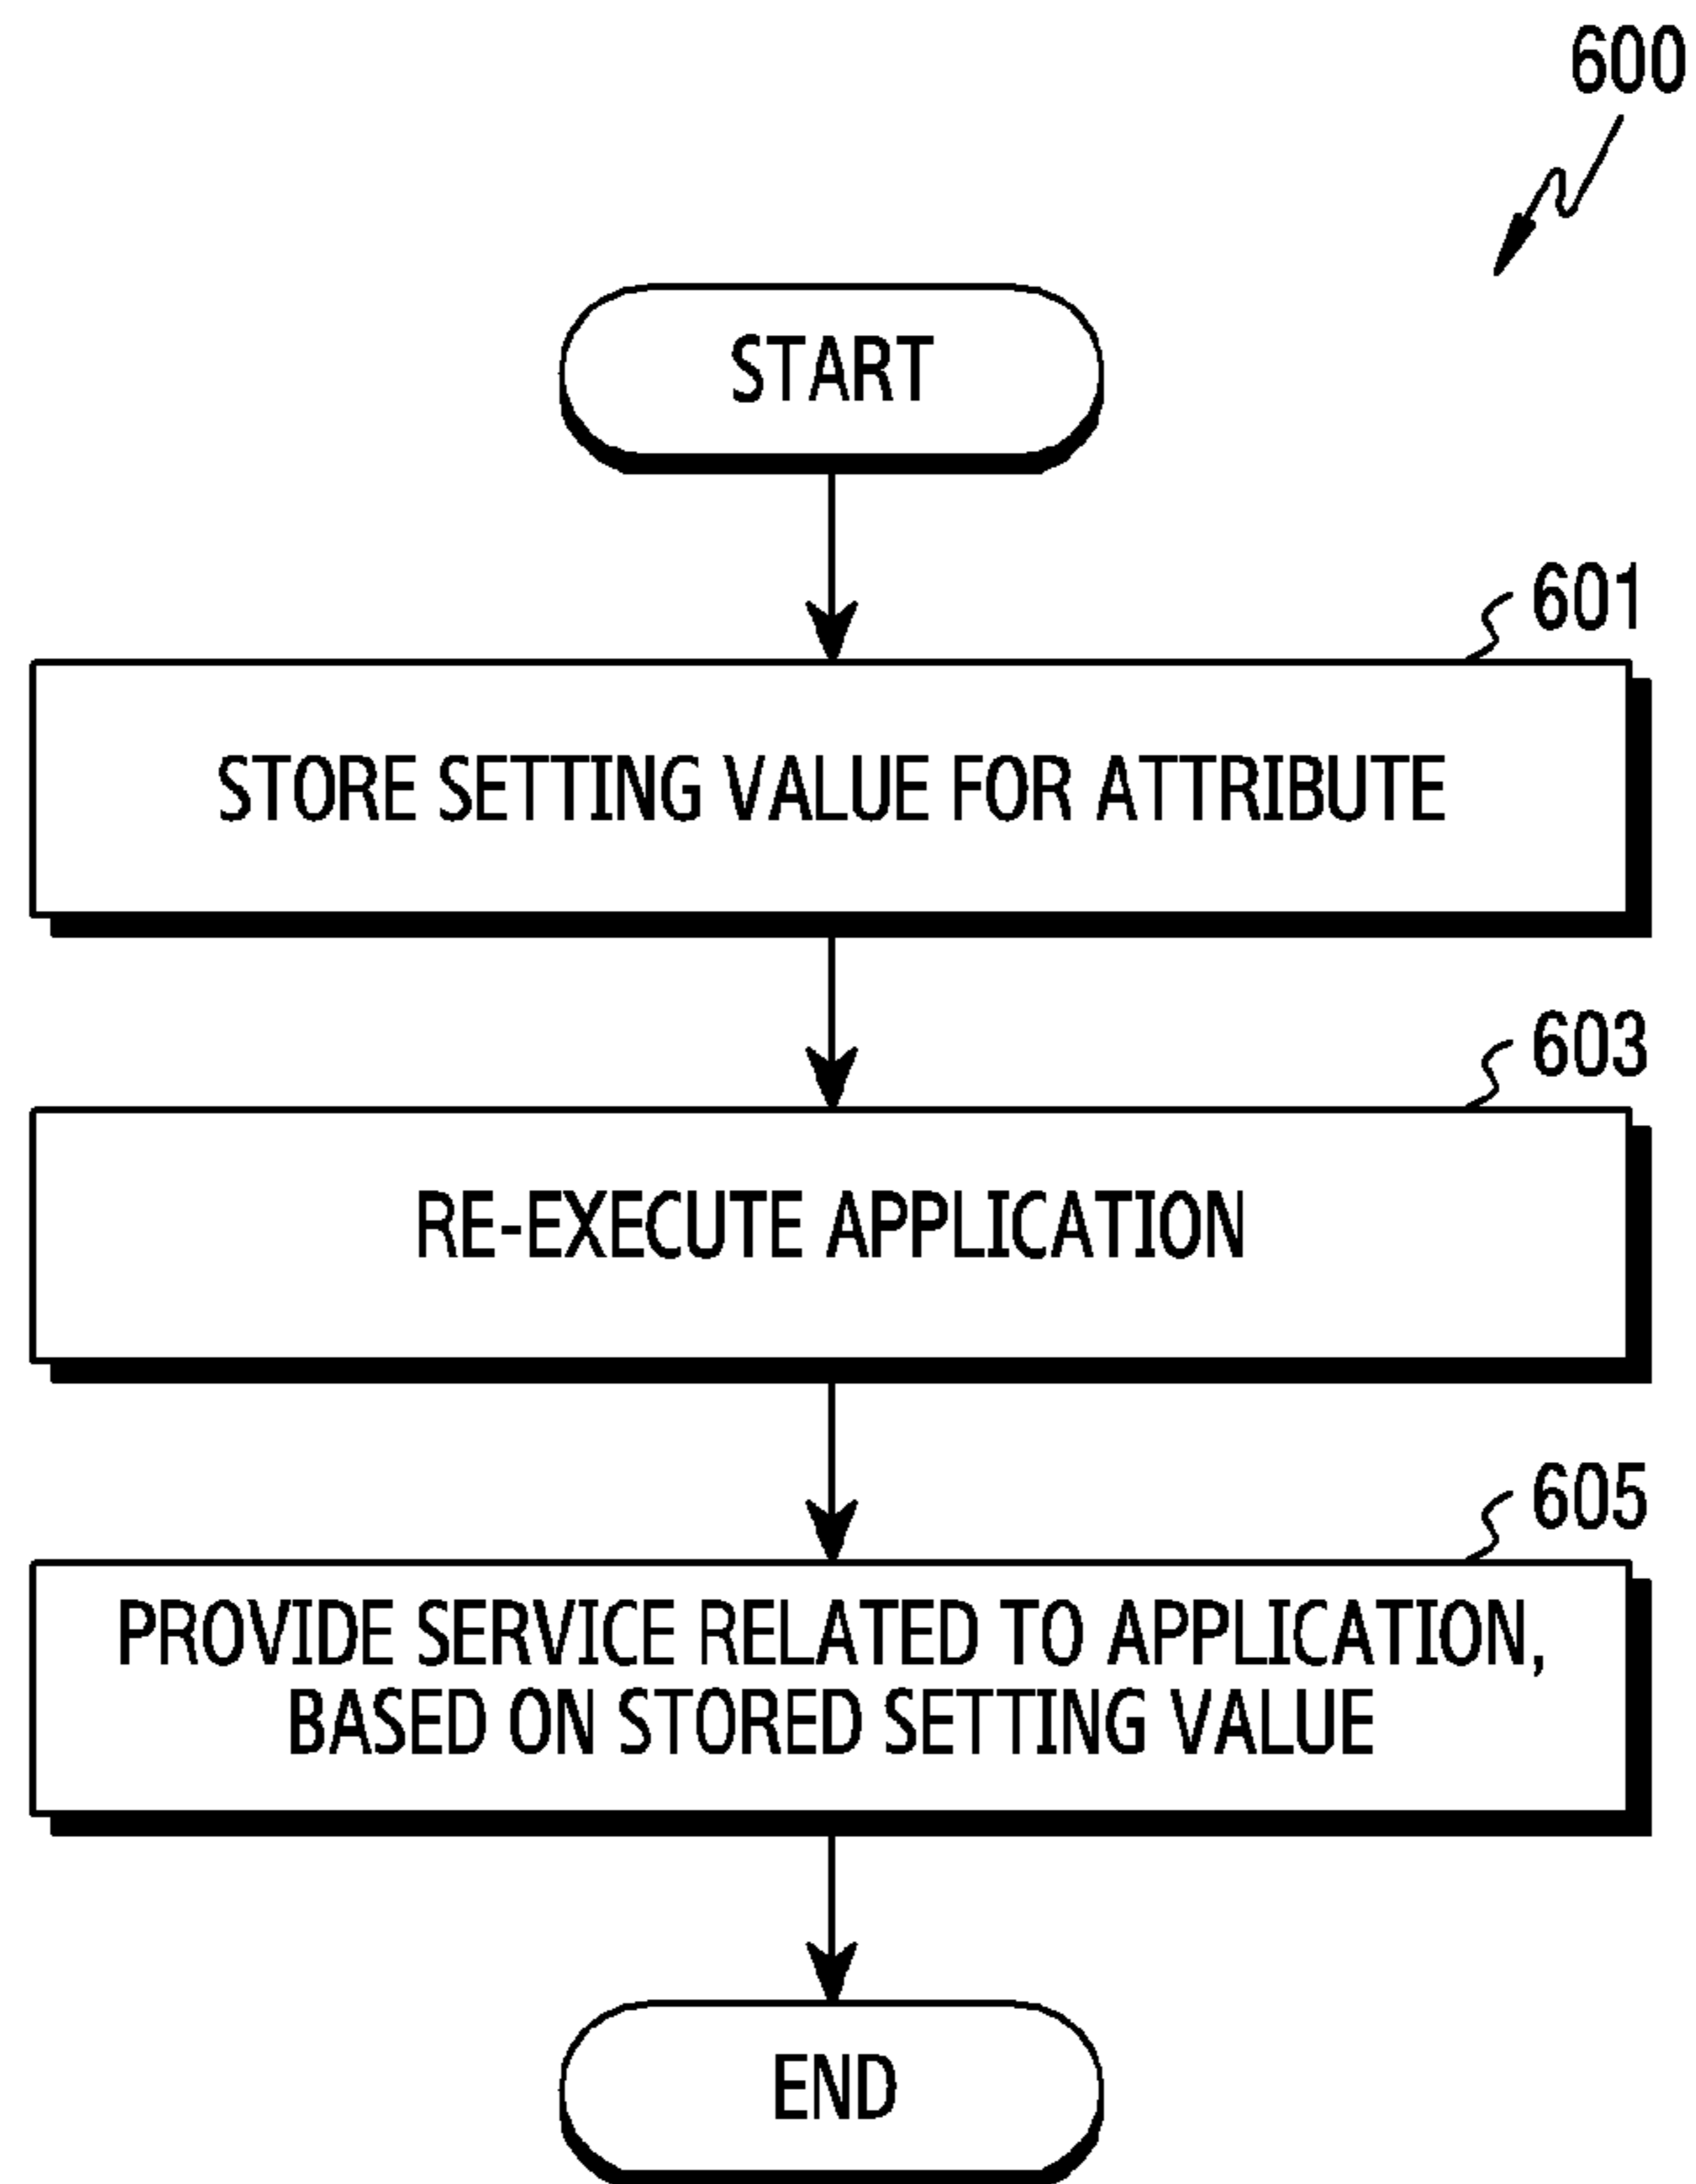 600
START
601
STORE SETTING VALUE FOR ATTRIBUTE
603
RE-EXECUTE APPLICATION
605
PROVIDE SERVICE RELATED TO APPLICATION,
BASED ON STORED SETTING VALUE
END